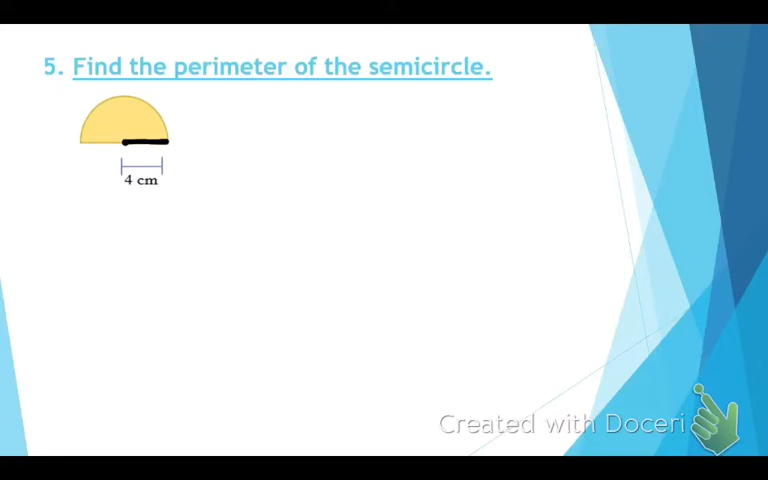 5. Find the perimeter of the semicircle.
4 cm
Created with Doceri